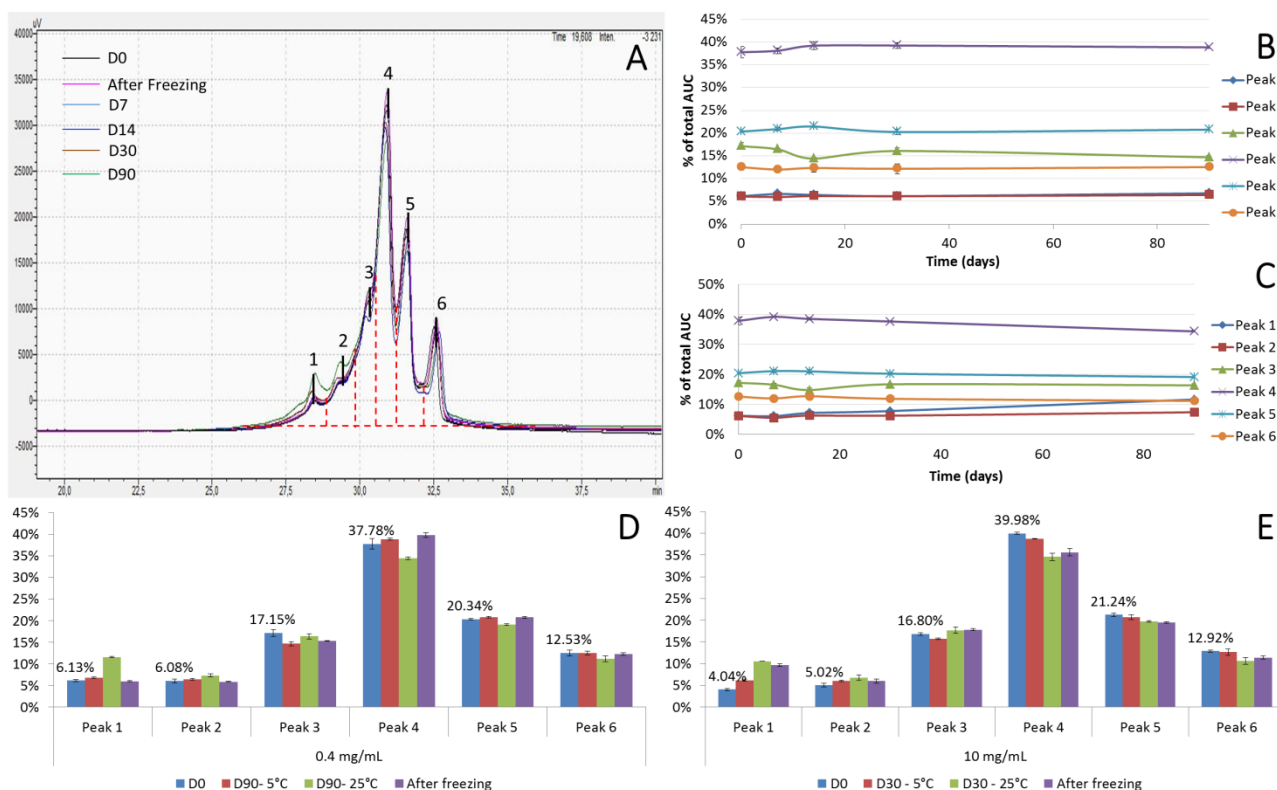 uV
Time 19,608 Inten. -3 231
A
D0
After Freezing
D7
D14
D30
D90
40000
35000
30000
25000
20000
15000
10000
5000
0
-5000
1
2
3
4
5
6
20,0 22,5 25,0 27,5 30,0 32,5 35,0 37,5 min
B
% of total AUC
45%
40%
35%
30%
25%
20%
15%
10%
5%
0%
0 20 40 60 80
Time (days)
Peak
Peak
Peak
Peak
Peak
Peak
C
% of total AUC
50%
40%
30%
20%
10%
0%
0 20 40 60 80
Time (days)
Peak 1
Peak 2
Peak 3
Peak 4
Peak 5
Peak 6
D
45%
40%
35%
30%
25%
20%
15%
10%
5%
0%
6.13%
6.08%
17.15%
37.78%
20.34%
12.53%
Peak 1 Peak 2 Peak 3 Peak 4 Peak 5 Peak 6
0.4 mg/mL
D0 D90- 5°C D90- 25°C After freezing
E
45%
40%
35%
30%
25%
20%
15%
10%
5%
0%
4.04%
5.02%
16.80%
39.98%
21.24%
12.92%
Peak 1 Peak 2 Peak 3 Peak 4 Peak 5 Peak 6
10 mg/mL
D0 D30 - 5°C D30 - 25°C After freezing